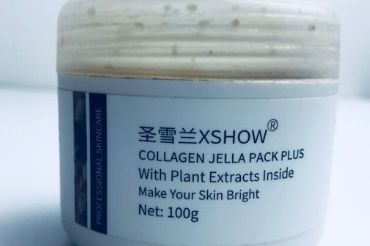 圣雪兰XSHOW®
COLLAGEN JELLA PACK PLUS
With Plant Extracts Inside
Make Your Skin Bright
Net: 100g
PROFESSIONAL SKINCARE